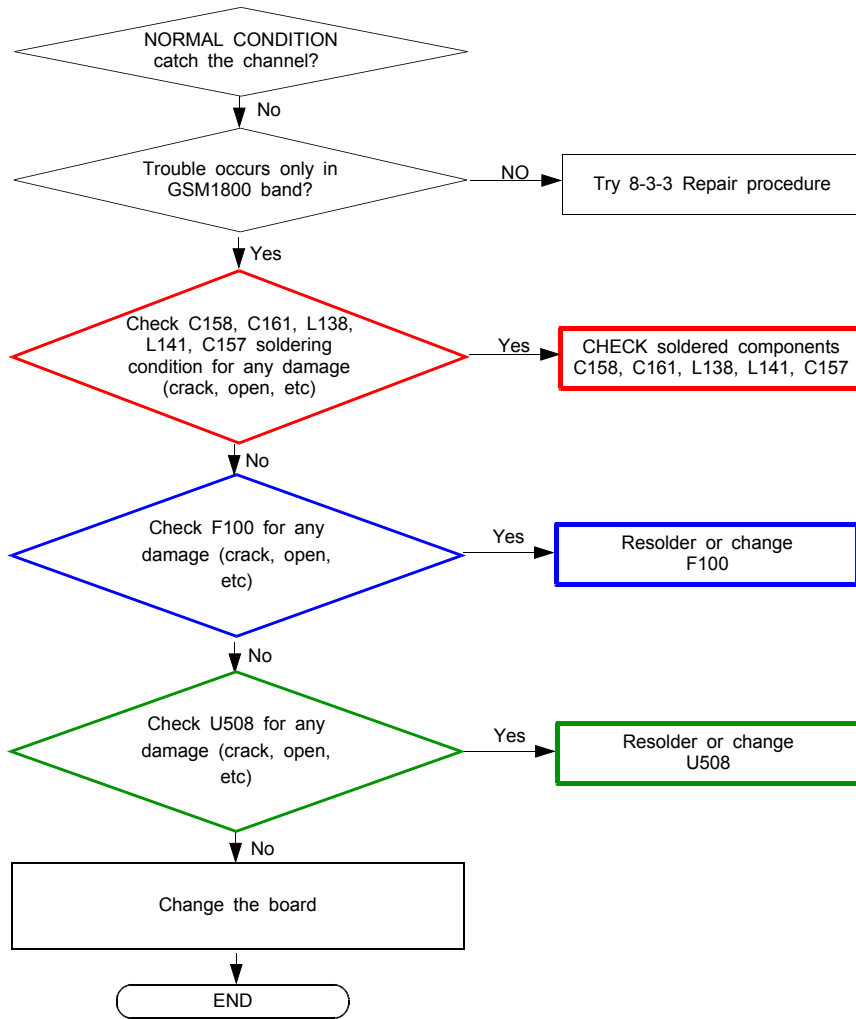 NORMAL CONDITION
catch the channel?
No
Trouble occurs only in
GSM1800 band?
NO
Try 8-3-3 Repair procedure
Yes
Check C158, C161, L138,
L141, C157 soldering
condition for any damage
(crack, open, etc)
Yes
CHECK soldered components
C158, C161, L138, L141, C157
No
Check F100 for any
damage (crack, open,
etc)
Yes
Resolder or change
F100
No
Check U508 for any
damage (crack, open,
etc)
Yes
Resolder or change
U508
No
Change the board
END